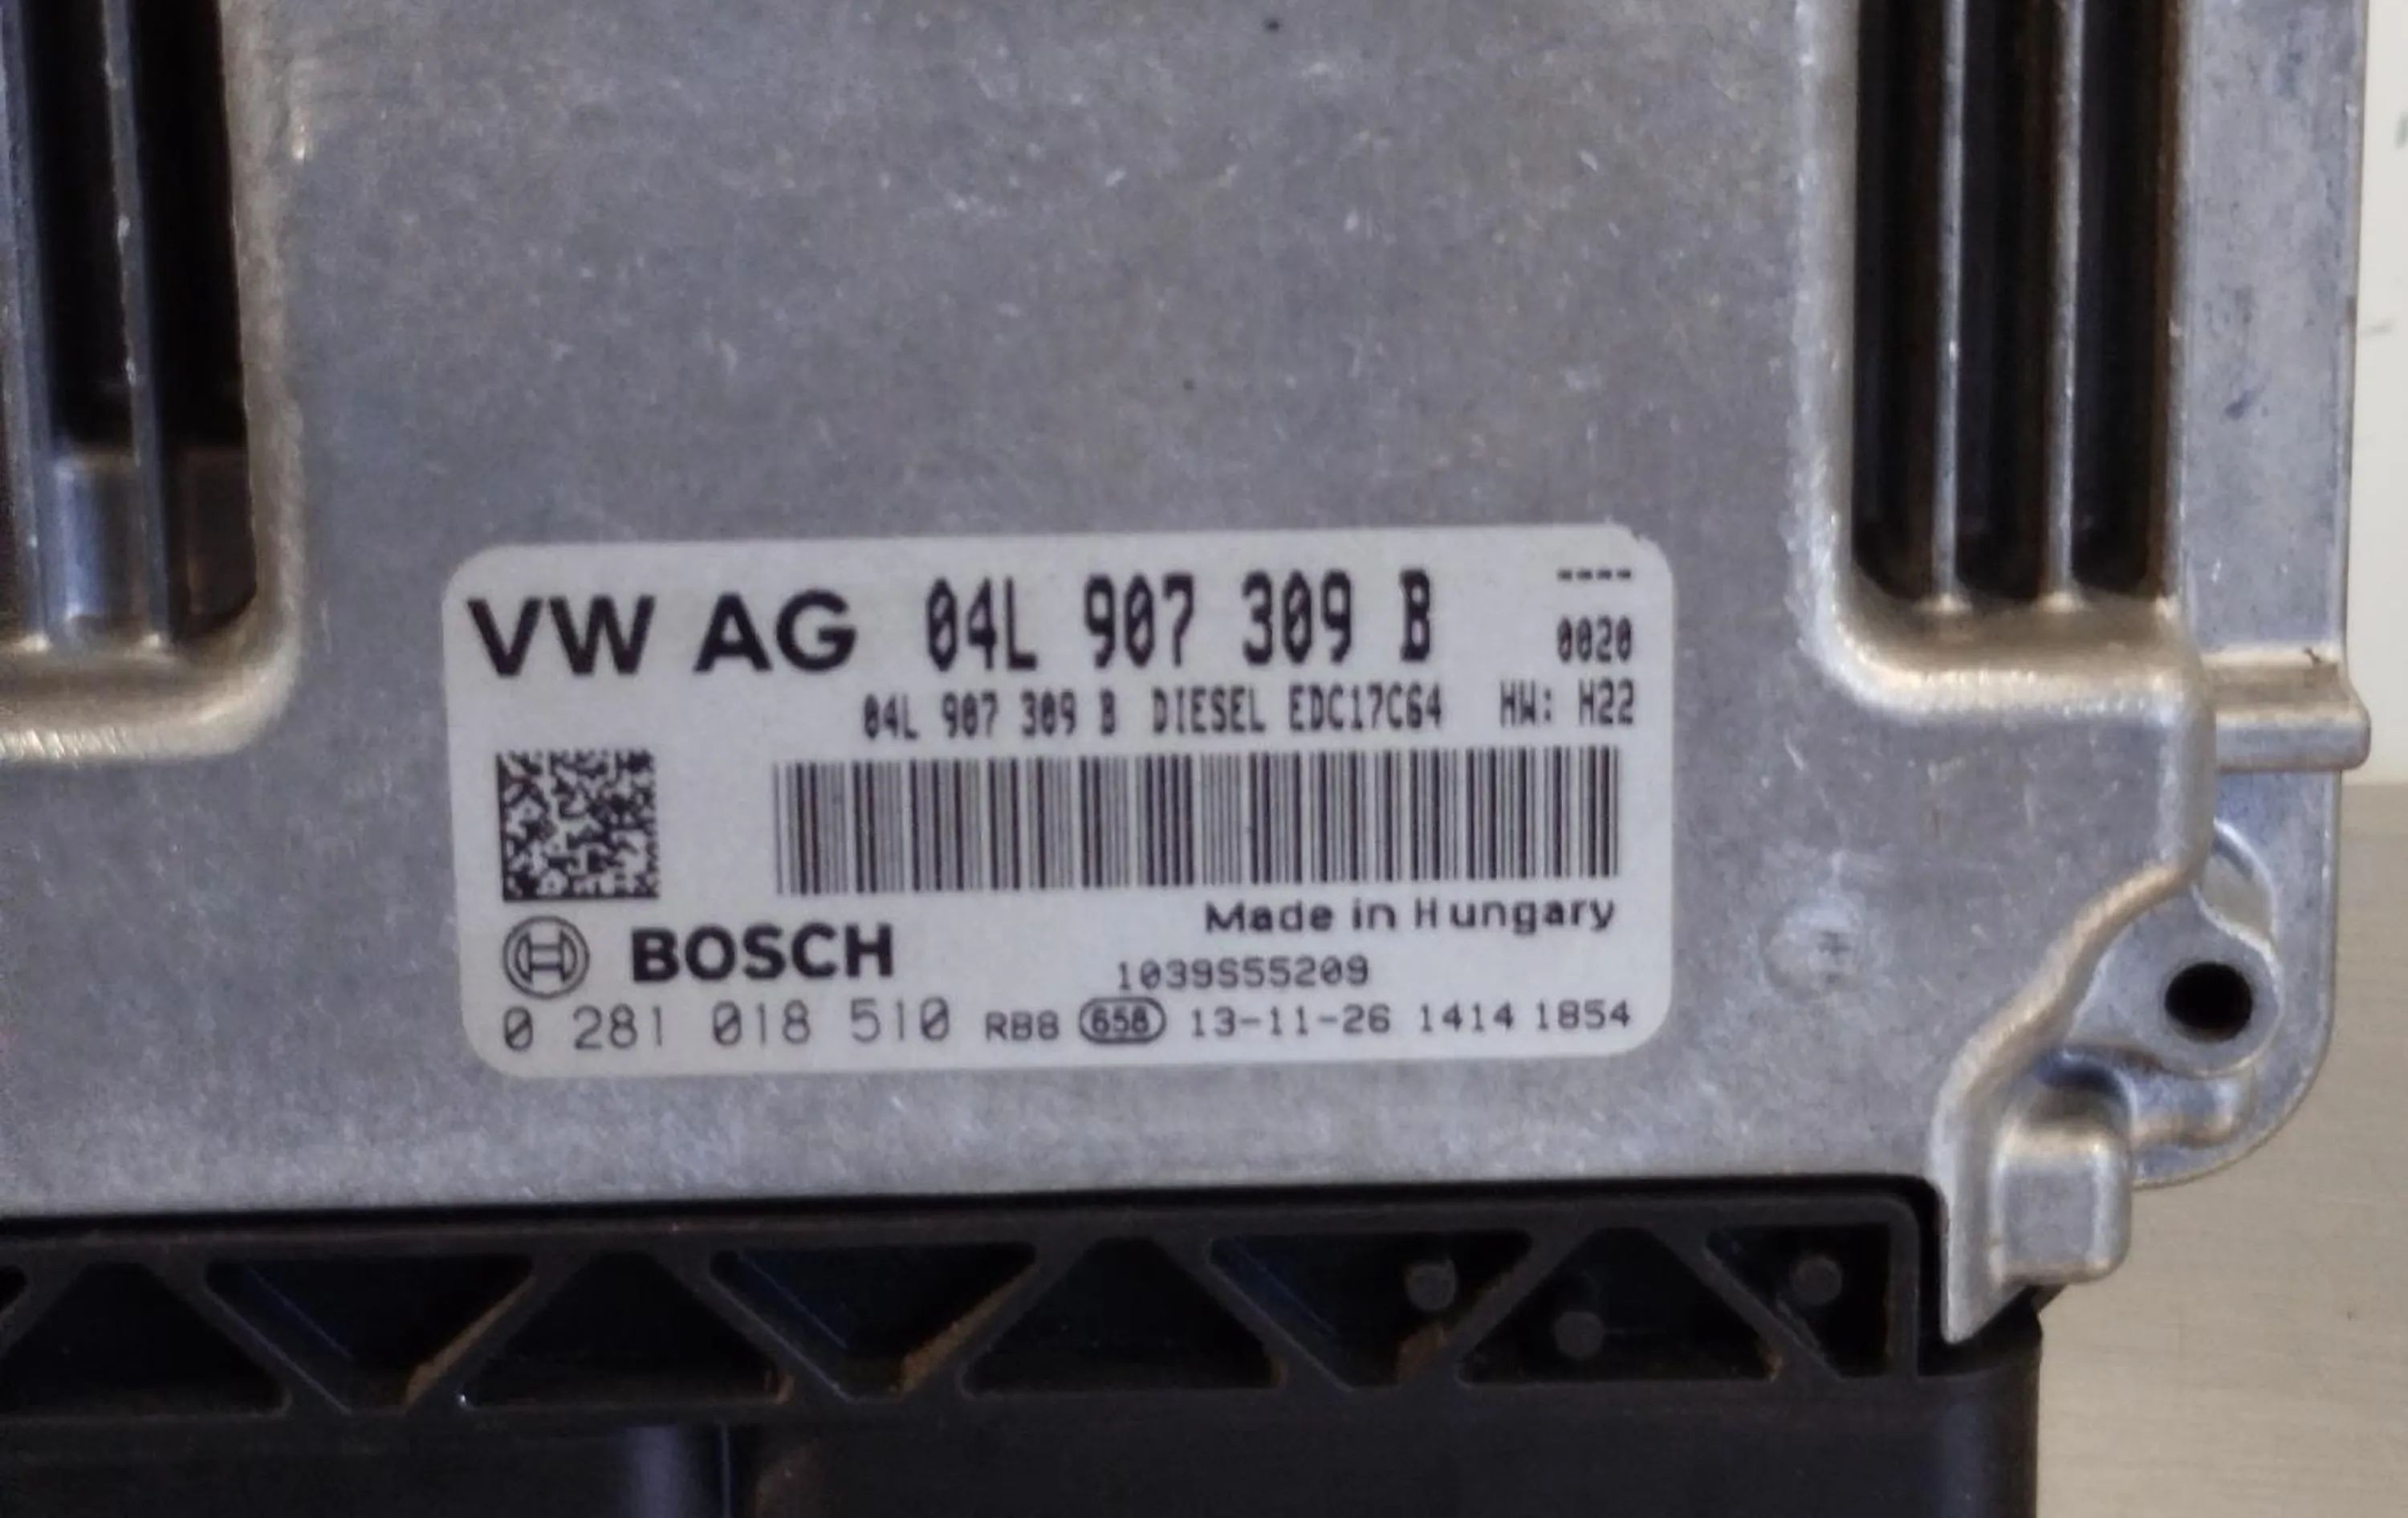 VW AG 04L 907 309 B
----
0020
04L 907 309 B DIESEL EDC17C64 HW: H22
Made in Hungary
BOSCH
1039S55209
0 281 018 510 RB8 658 13-11-26 1414 1854